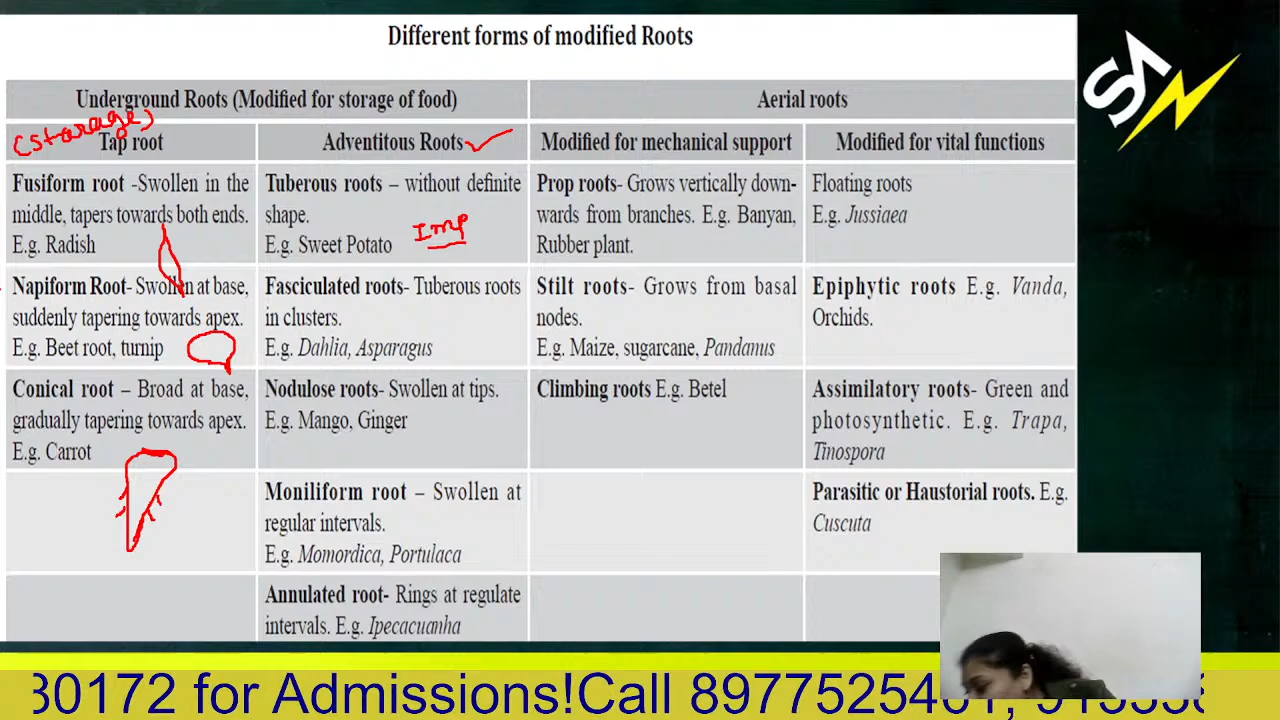 Different forms of modified Roots
Underground Roots (Modified for storage of food)
Aerial roots
(storage)
Tap root
Adventitous Roots
Modified for mechanical support
Modified for vital functions
Fusiform root -Swollen in the
middle, tapers towards both ends.
E.g. Radish
Tuberous roots – without definite
shape.
E.g. Sweet Potato
Imp
Prop roots- Grows vertically down-
wards from branches. E.g. Banyan,
Rubber plant.
Floating roots
E.g. Jussiaea
Napiform Root- Swollen at base,
suddenly tapering towards apex.
E.g. Beet root, turnip
Fasciculated roots- Tuberous roots
in clusters.
E.g. Dahlia, Asparagus
Stilt roots- Grows from basal
nodes.
E.g. Maize, sugarcane, Pandanus
Epiphytic roots E.g. Vanda,
Orchids.
Conical root – Broad at base,
gradually tapering towards apex.
E.g. Carrot
Nodulose roots- Swollen at tips.
E.g. Mango, Ginger
Climbing roots E.g. Betel
Assimilatory roots- Green and
photosynthetic. E.g. Trapa,
Tinospora
Moniliform root – Swollen at
regular intervals.
E.g. Momordica, Portulaca
Parasitic or Haustorial roots. E.g.
Cuscuta
Annulated root- Rings at regulate
intervals. E.g. Ipecacuanha
SAN
30172 for Admissions!Call 8977525461,